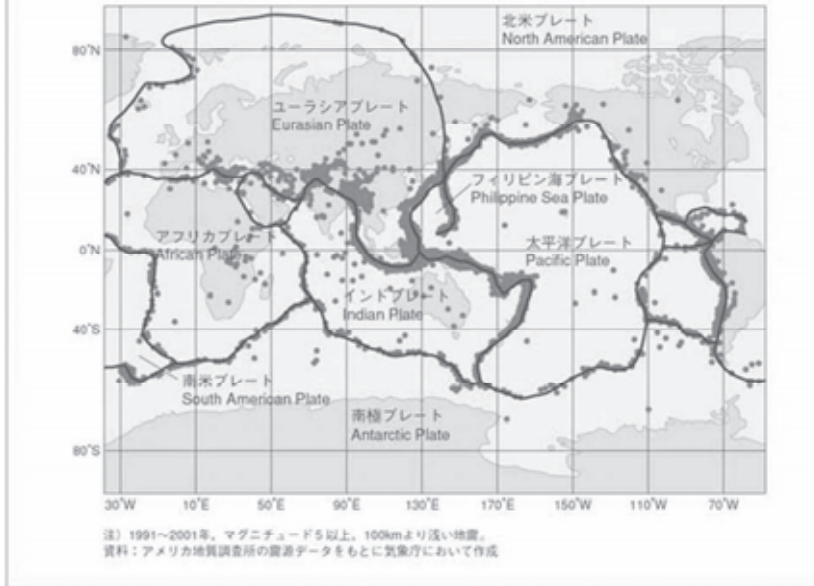 北米プレート
North American Plate
80°N
ユーラシアプレート
Eurasian Plate
40°N
フィリピン海プレート
Philippine Sea Plate
アフリカプレート
African Plate
0°N
太平洋プレート
Pacific Plate
インドプレート
Indian Plate
40°S
南米プレート
South American Plate
南極プレート
Antarctic Plate
80°S
30°W 10°E 50°E 90°E 130°E 170°E 150°W 110°W 70°W
注）1991～2001年。マグニチュード5以上。100kmより浅い地震。
資料：アメリカ地質調査所の震源データをもとに気象庁において作成